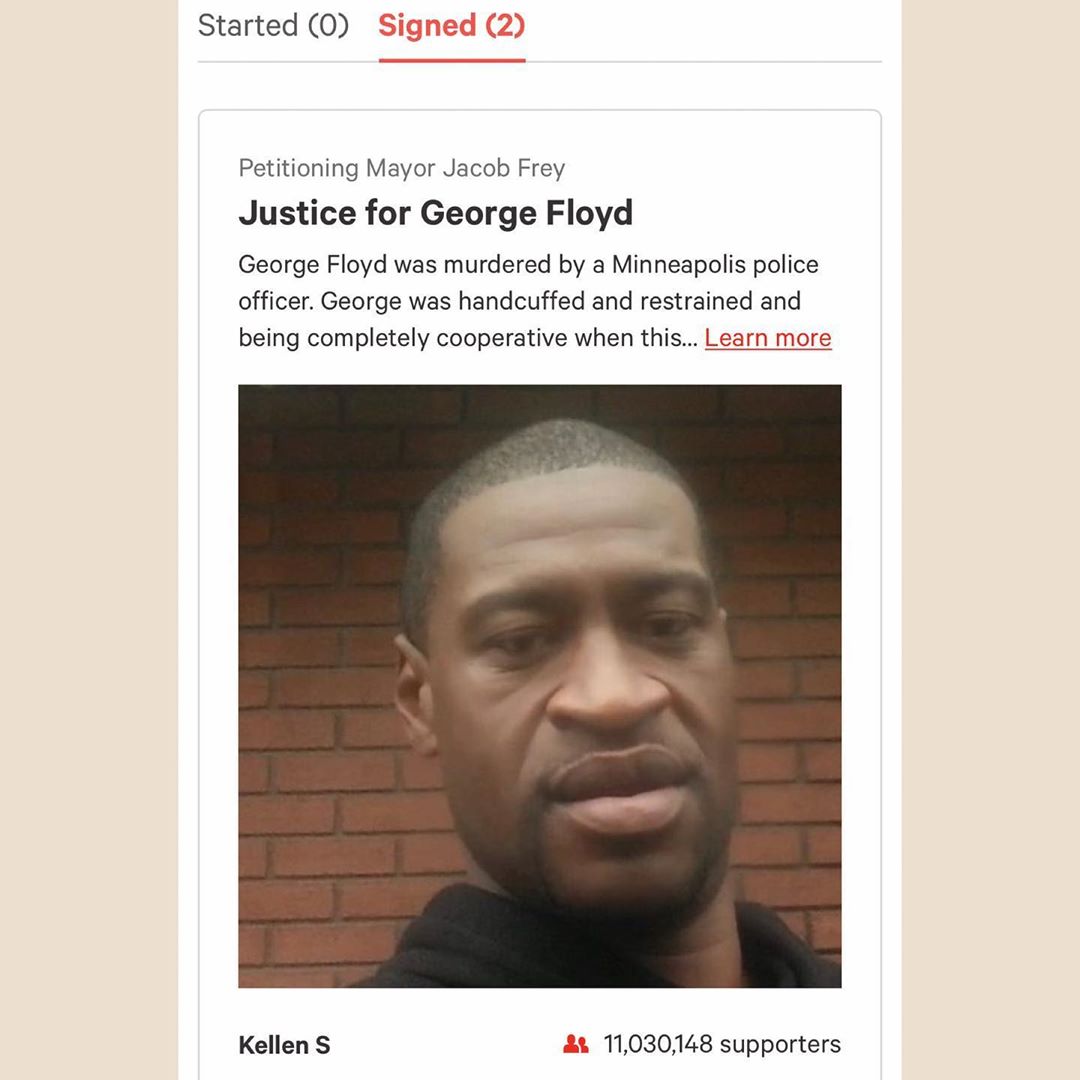 Started (0) Signed (2)
Petitioning Mayor Jacob Frey
Justice for George Floyd
George Floyd was murdered by a Minneapolis police
officer. George was handcuffed and restrained and
being completely cooperative when this... Learn more
Kellen S 11,030,148 supporters